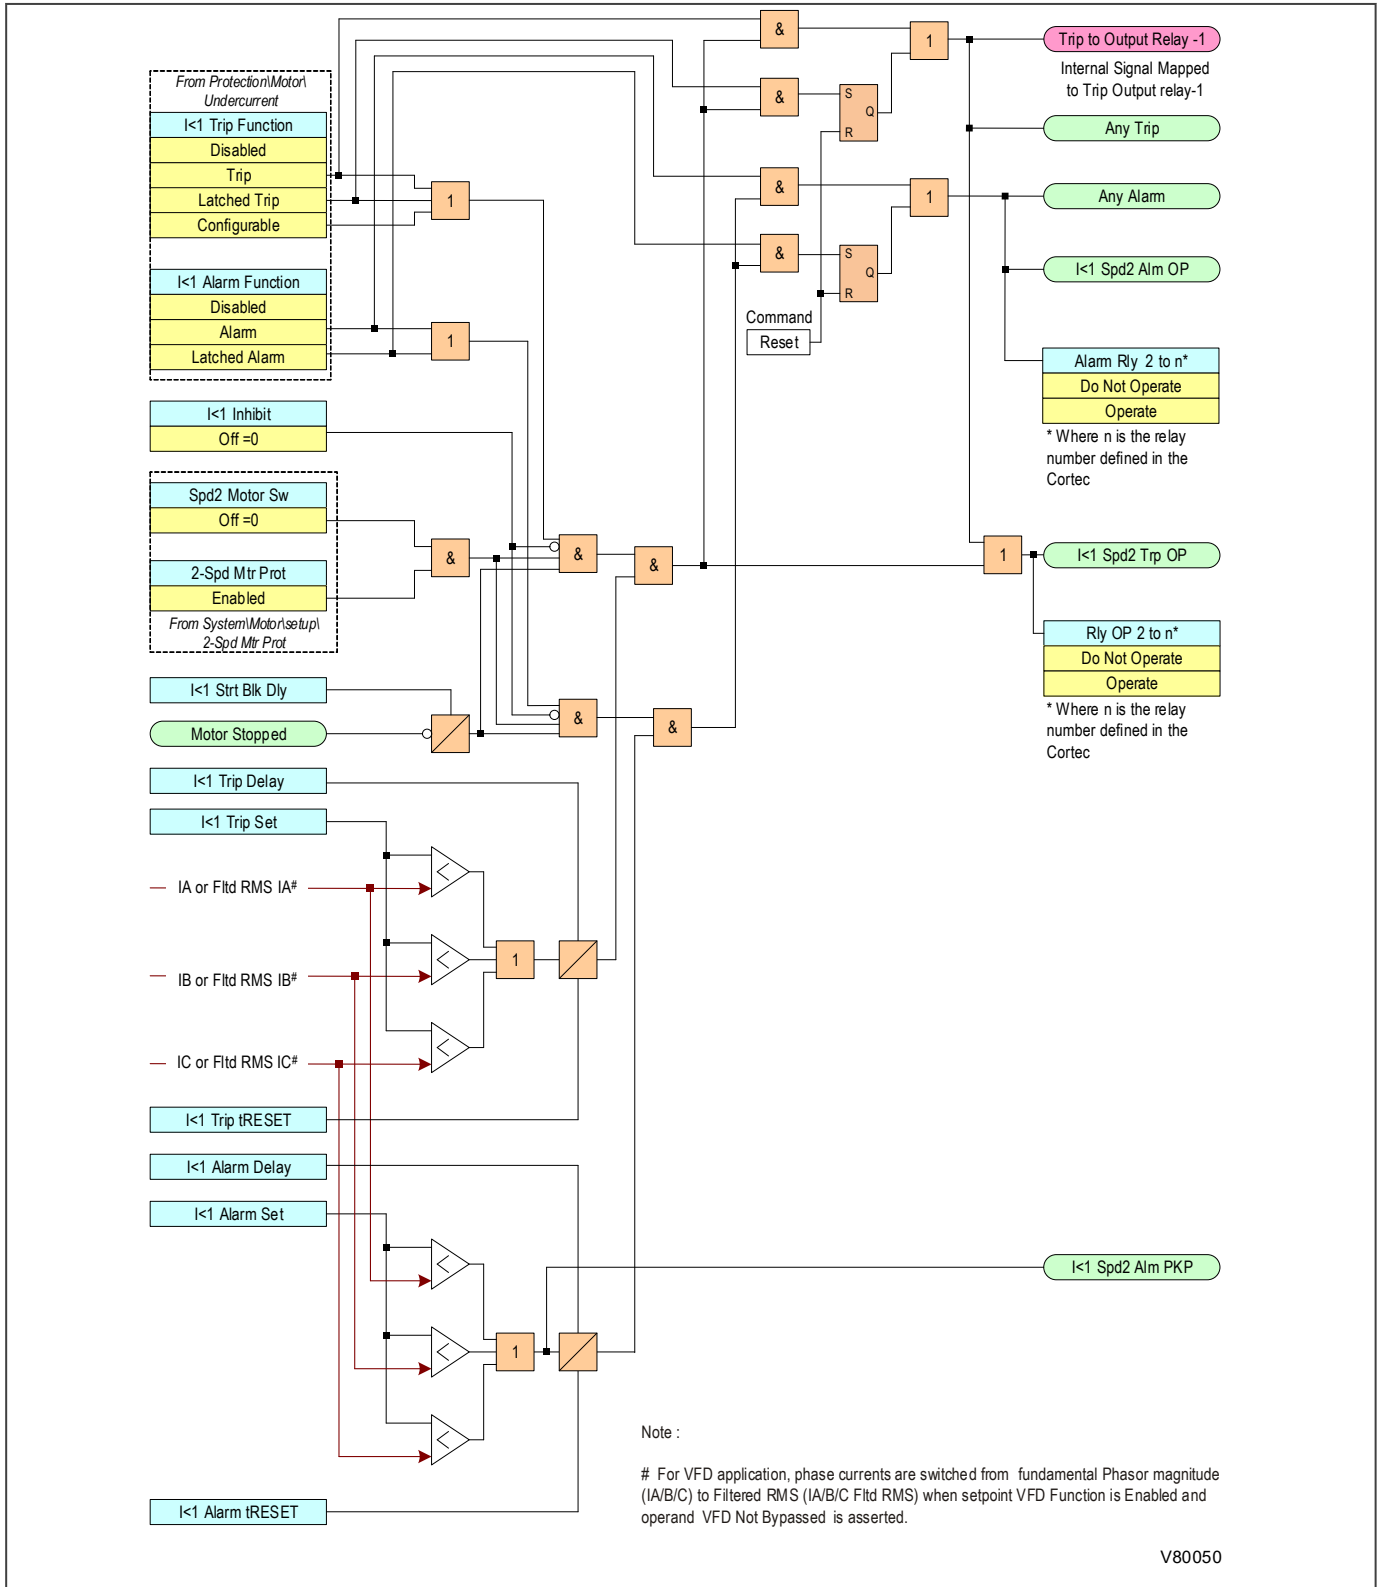 From Protection\Motor\
Undercurrent
I<1 Trip Function
Disabled
Trip
Latched Trip
Configurable
I<1 Alarm Function
Disabled
Alarm
Latched Alarm
I<1 Inhibit
Off =0
Spd2 Motor Sw
Off =0
2-Spd Mtr Prot
Enabled
From System\Motor\setup\
2-Spd Mtr Prot
I<1 Strt Blk Dly
Motor Stopped
I<1 Trip Delay
I<1 Trip Set
IA or Fltd RMS IA#
IB or Fltd RMS IB#
IC or Fltd RMS IC#
I<1 Trip tRESET
I<1 Alarm Delay
I<1 Alarm Set
I<1 Alarm tRESET
1
1
&
&
&
&
&
<
<
<
1
<
<
<
1
&
&
S
Q
R
&
&
S
Q
R
Command
Reset
1
1
1
Trip to Output Relay -1
Internal Signal Mapped
to Trip Output relay-1
Any Trip
Any Alarm
I<1 Spd2 Alm OP
Alarm Rly 2 to n*
Do Not Operate
Operate
* Where n is the relay
number defined in the
Cortec
I<1 Spd2 Trp OP
Rly OP 2 to n*
Do Not Operate
Operate
* Where n is the relay
number defined in the
Cortec
I<1 Spd2 Alm PKP
Note :
# For VFD application, phase currents are switched from fundamental Phasor magnitude
(IA/B/C) to Filtered RMS (IA/B/C Fltd RMS) when setpoint VFD Function is Enabled and
operand VFD Not Bypassed is asserted.
V80050